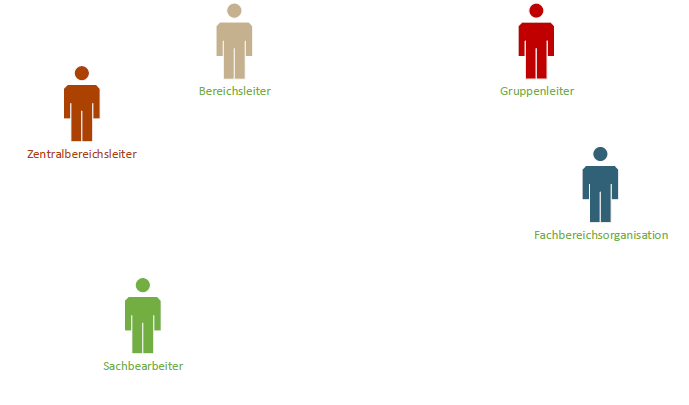 Bereichsleiter
Gruppenleiter
Zentralbereichsleiter
Fachbereichsorganisation
Sachbearbeiter